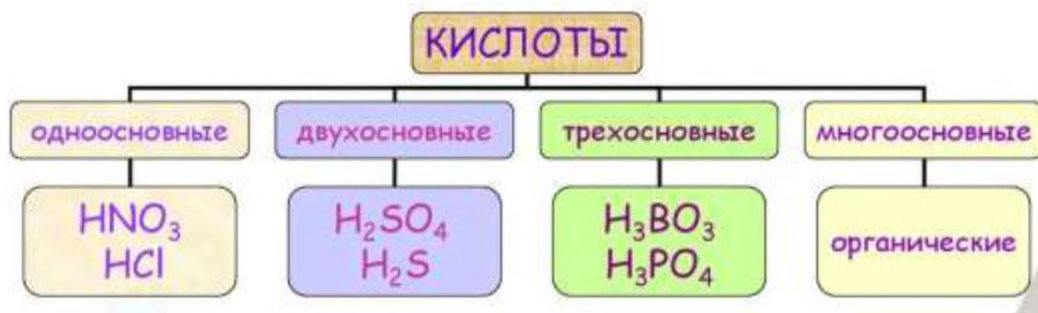 КИСЛОТЫ
одноосновные
двухосновные
трехосновные
многоосновные
HNO₃
HCl
H₂SO₄
H₂S
H₃BO₃
H₃PO₄
органические